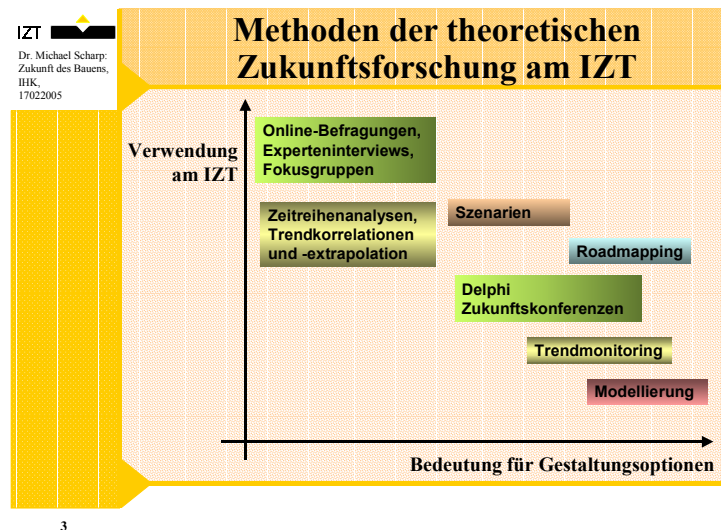 IZT
Dr. Michael Scharp:
Zukunft des Bauens,
IHK,
17022005
Methoden der theoretischen
Zukunftsforschung am IZT
Verwendung
am IZT
Online-Befragungen,
Experteninterviews,
Fokusgruppen
Zeitreihenanalysen,
Trendkorrelationen
und -extrapolation
Szenarien
Roadmapping
Delphi
Zukunftskonferenzen
Trendmonitoring
Modellierung
Bedeutung für Gestaltungsoptionen
3